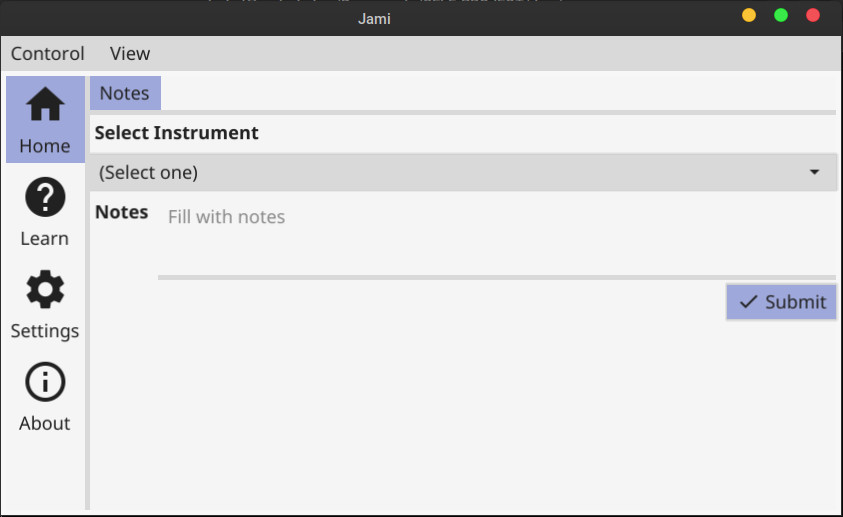 Jami
Contorol View
Home
Learn
Settings
About
Notes
Select Instrument
(Select one)
Notes Fill with notes
Submit